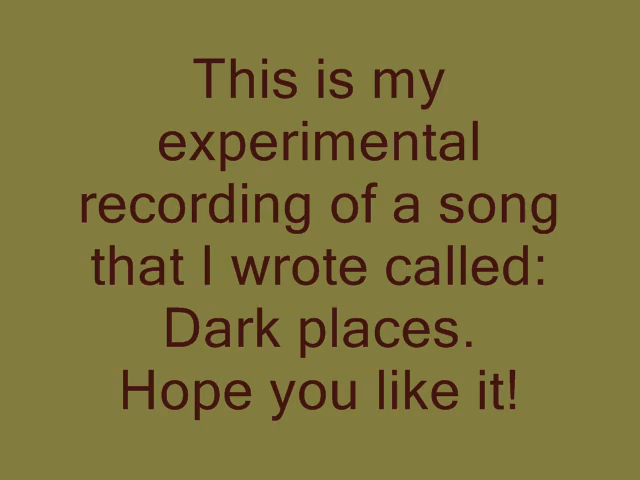 This is my
experimental
recording of a song
that I wrote called:
Dark places.
Hope you like it!